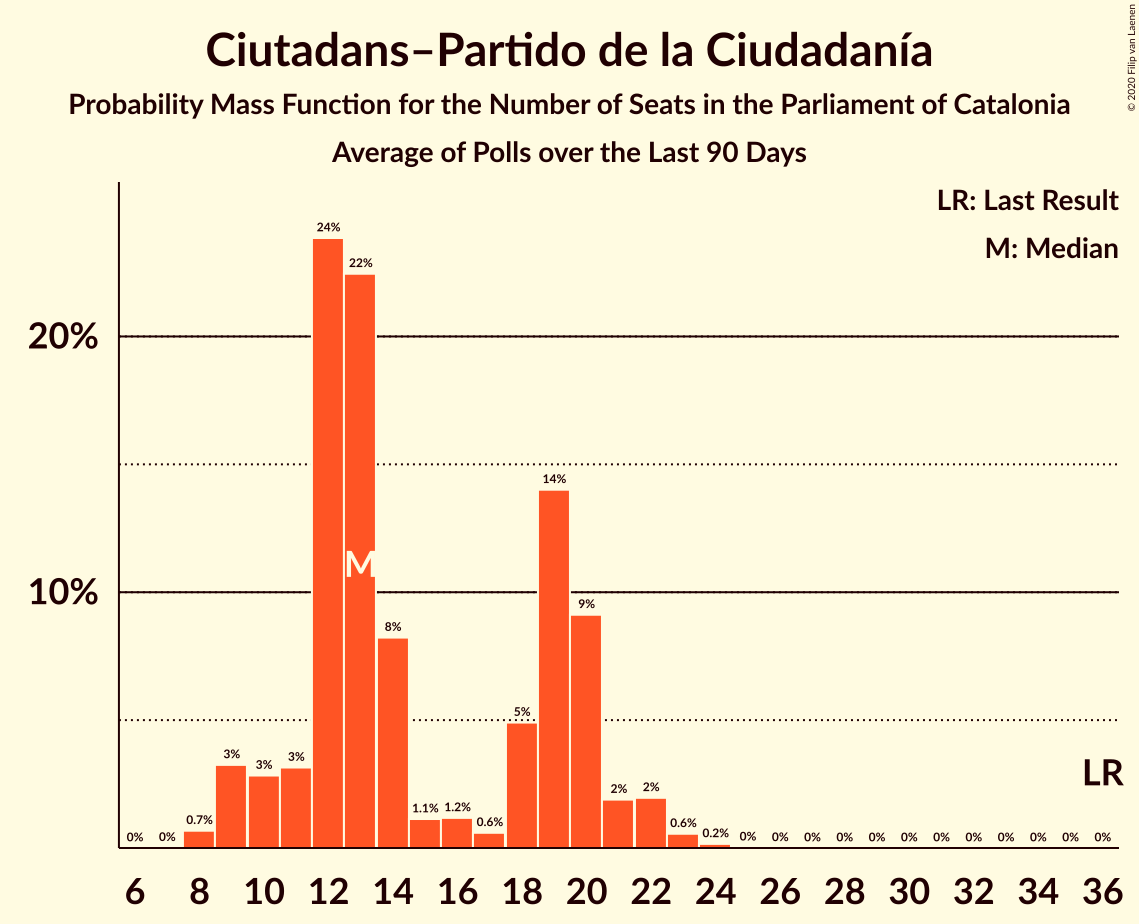 Ciutadans–Partido de la Ciudadanía
Probability Mass Function for the Number of Seats in the Parliament of Catalonia
Average of Polls over the Last 90 Days
© 2020 Filip van Laenen
LR: Last Result
M: Median
20%
10%
0% 0% 0.7% 3% 3% 3% 24% 22% 8% 1.1% 1.2% 0.6% 5% 14% 9% 2% 2% 0.6% 0.2% 0% 0% 0% 0% 0% 0% 0% 0% 0% 0% 0% 0%
M
LR
6 8 10 12 14 16 18 20 22 24 26 28 30 32 34 36